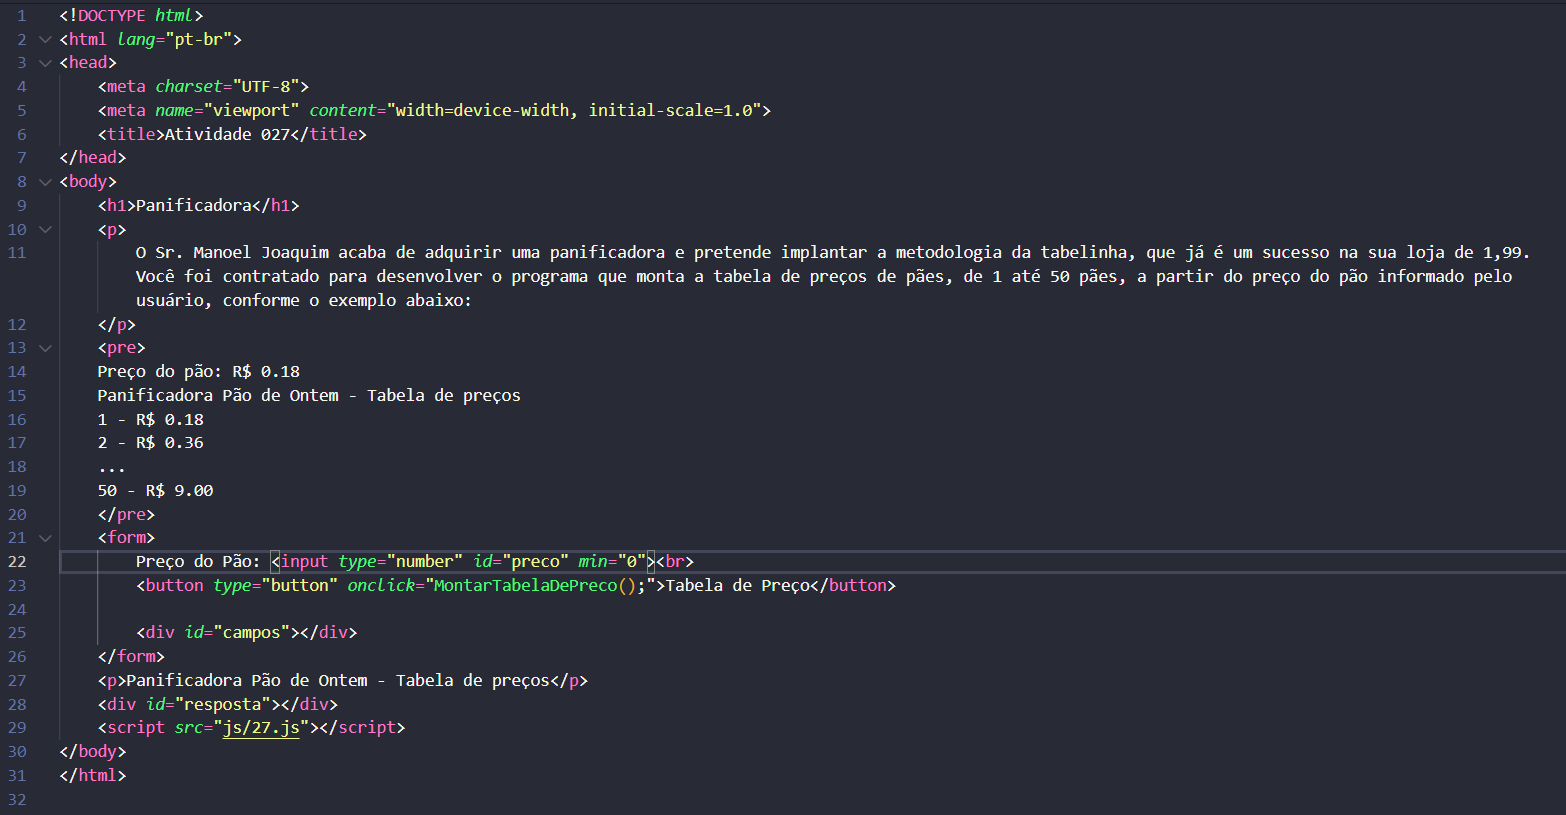 1 <!DOCTYPE html>
2 <html lang="pt-br">
3 <head>
4     <meta charset="UTF-8">
5     <meta name="viewport" content="width=device-width, initial-scale=1.0">
6     <title>Atividade 027</title>
7 </head>
8 <body>
9     <h1>Panificadora</h1>
10     <p>
11         O Sr. Manoel Joaquim acaba de adquirir uma panificadora e pretende implantar a metodologia da tabelinha, que já é um sucesso na sua loja de 1,99.
        Você foi contratado para desenvolver o programa que monta a tabela de preços de pães, de 1 até 50 pães, a partir do preço do pão informado pelo
        usuário, conforme o exemplo abaixo:
12     </p>
13     <pre>
14     Preço do pão: R$ 0.18
15     Panificadora Pão de Ontem - Tabela de preços
16     1 - R$ 0.18
17     2 - R$ 0.36
18     ...
19     50 - R$ 9.00
20     </pre>
21     <form>
22         Preço do Pão: <input type="number" id="preco" min="0"><br>
23         <button type="button" onclick="MontarTabelaDePreco();">Tabela de Preço</button>
24
25         <div id="campos"></div>
26     </form>
27     <p>Panificadora Pão de Ontem - Tabela de preços</p>
28     <div id="resposta"></div>
29     <script src="js/27.js"></script>
30 </body>
31 </html>
32